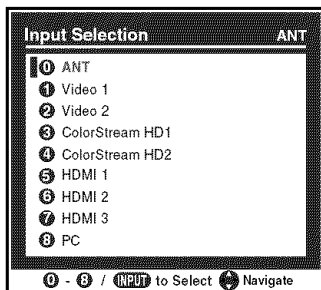 Input Selection ANT
0 ANT
1 Video 1
2 Video 2
3 ColorStream HD1
4 ColorStream HD2
5 HDMI 1
6 HDMI 2
7 HDMI 3
8 PC
0 - 8 / INPUT to Select Navigate